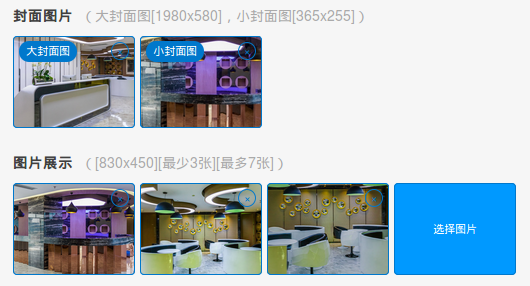 封面图片 （大封面图[1980x580]，小封面图[365x255]）
大封面图 小封面图
图片展示 （[830x450][最少3张][最多7张]）
选择图片